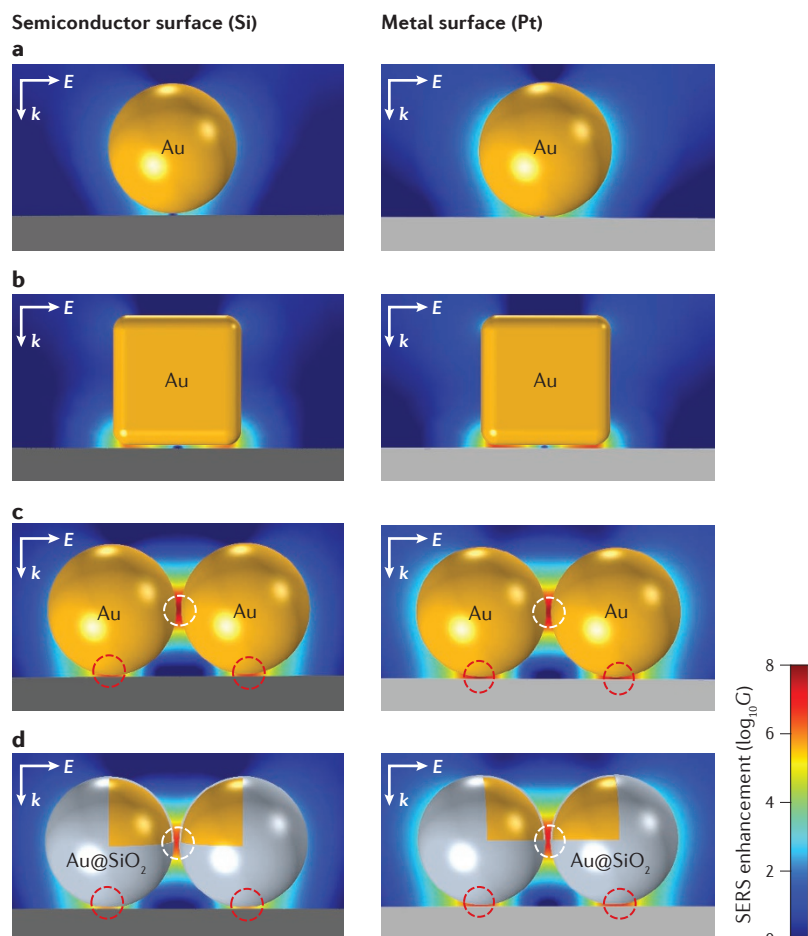 Semiconductor surface (Si)
Metal surface (Pt)
a
E
k
Au
E
k
Au
b
E
k
Au
E
k
Au
c
E
k
Au
Au
E
k
Au
Au
d
E
k
Au@SiO₂
E
k
Au@SiO₂
8
6
4
2
0
SERS enhancement (log₁₀G)